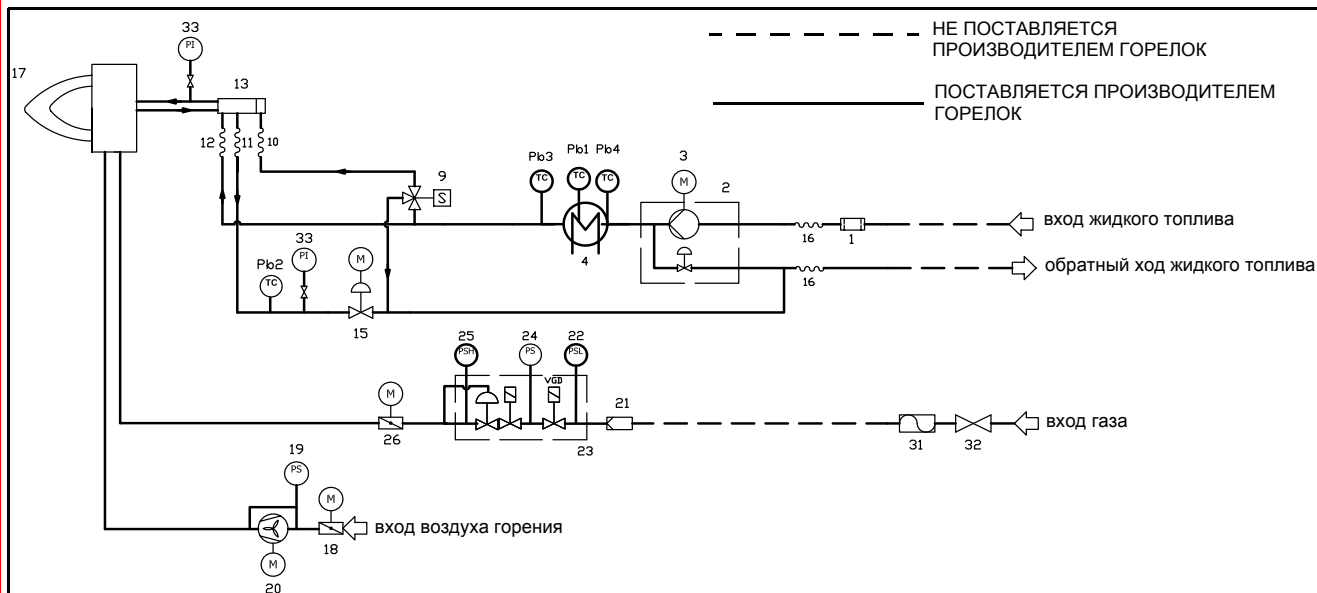 НЕ ПОСТАВЛЯЕТСЯ
ПРОИЗВОДИТЕЛЕМ ГОРЕЛОК
ПОСТАВЛЯЕТСЯ ПРОИЗВОДИТЕЛЕМ
ГОРЕЛОК
33
PI
17
13
12
11
10
Pb3
Pb1
Pb4
TC
TC
TC
3
M
2
9
S
4
16
1
вход жидкого топлива
Pb2
TC
33
PI
M
15
16
обратный ход жидкого топлива
25
PSH
24
PS
22
PSL
VGD
M
26
21
23
31
32
вход газа
19
PS
M
18
вход воздуха горения
M
20